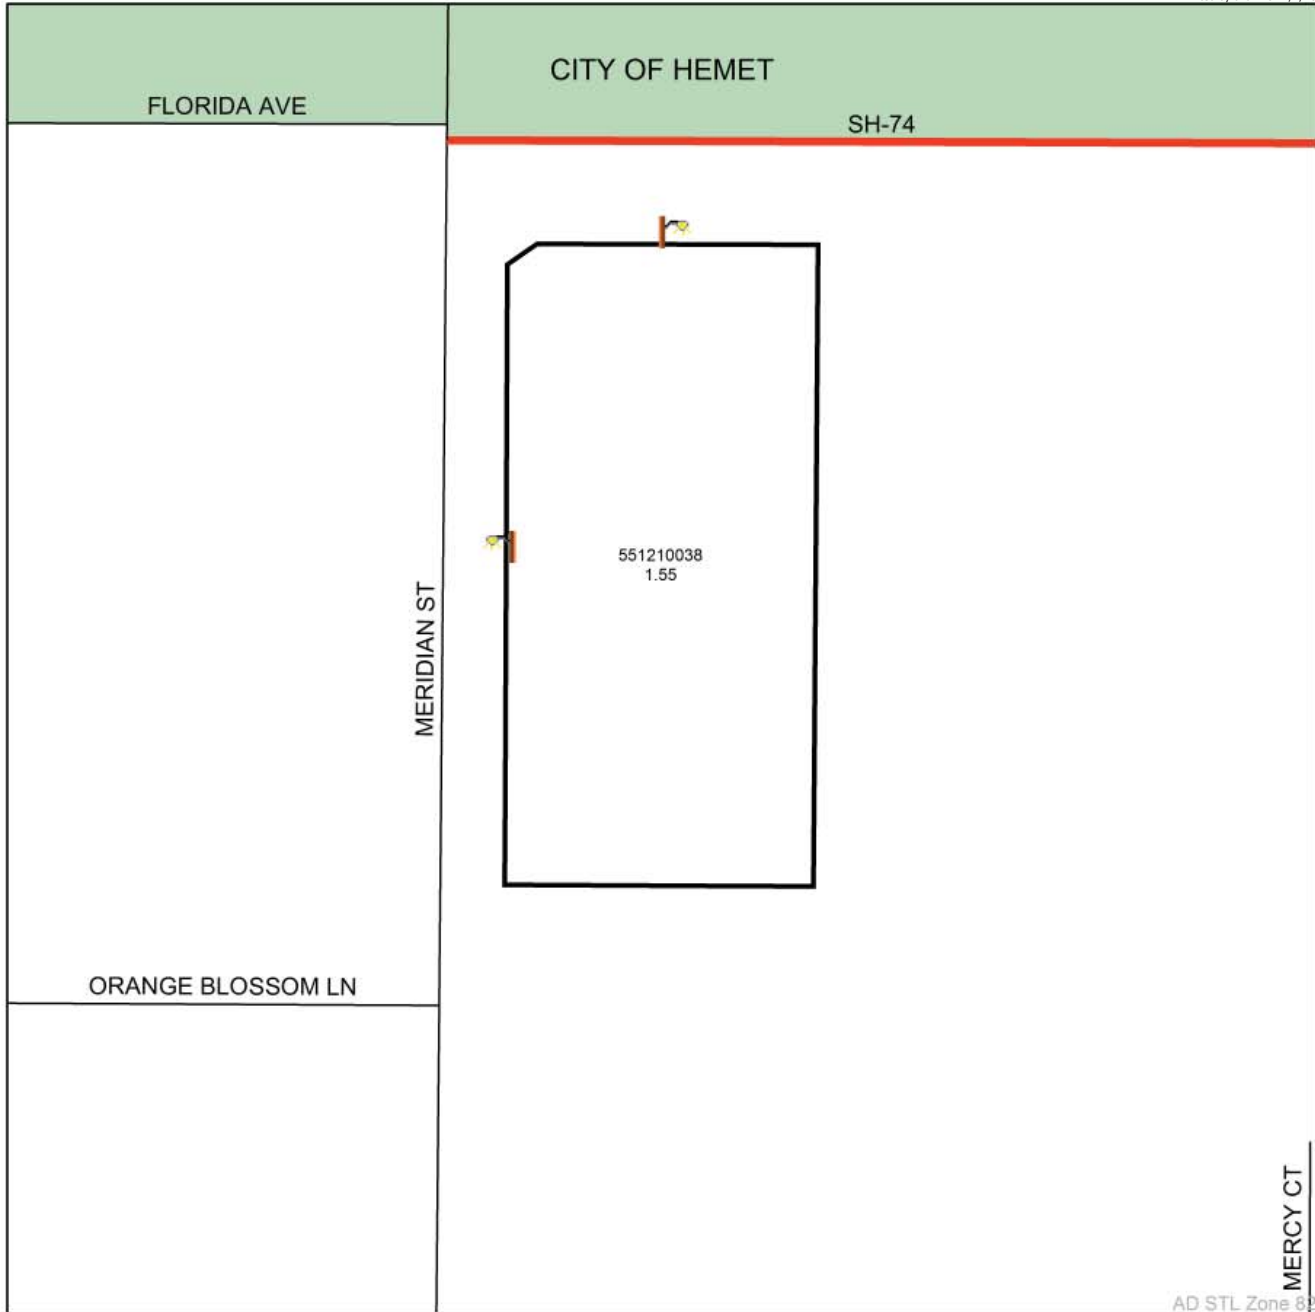 CITY OF HEMET
FLORIDA AVE
SH-74
551210038
1.55
MERIDIAN ST
ORANGE BLOSSOM LN
MERCY CT
AD STL Zone